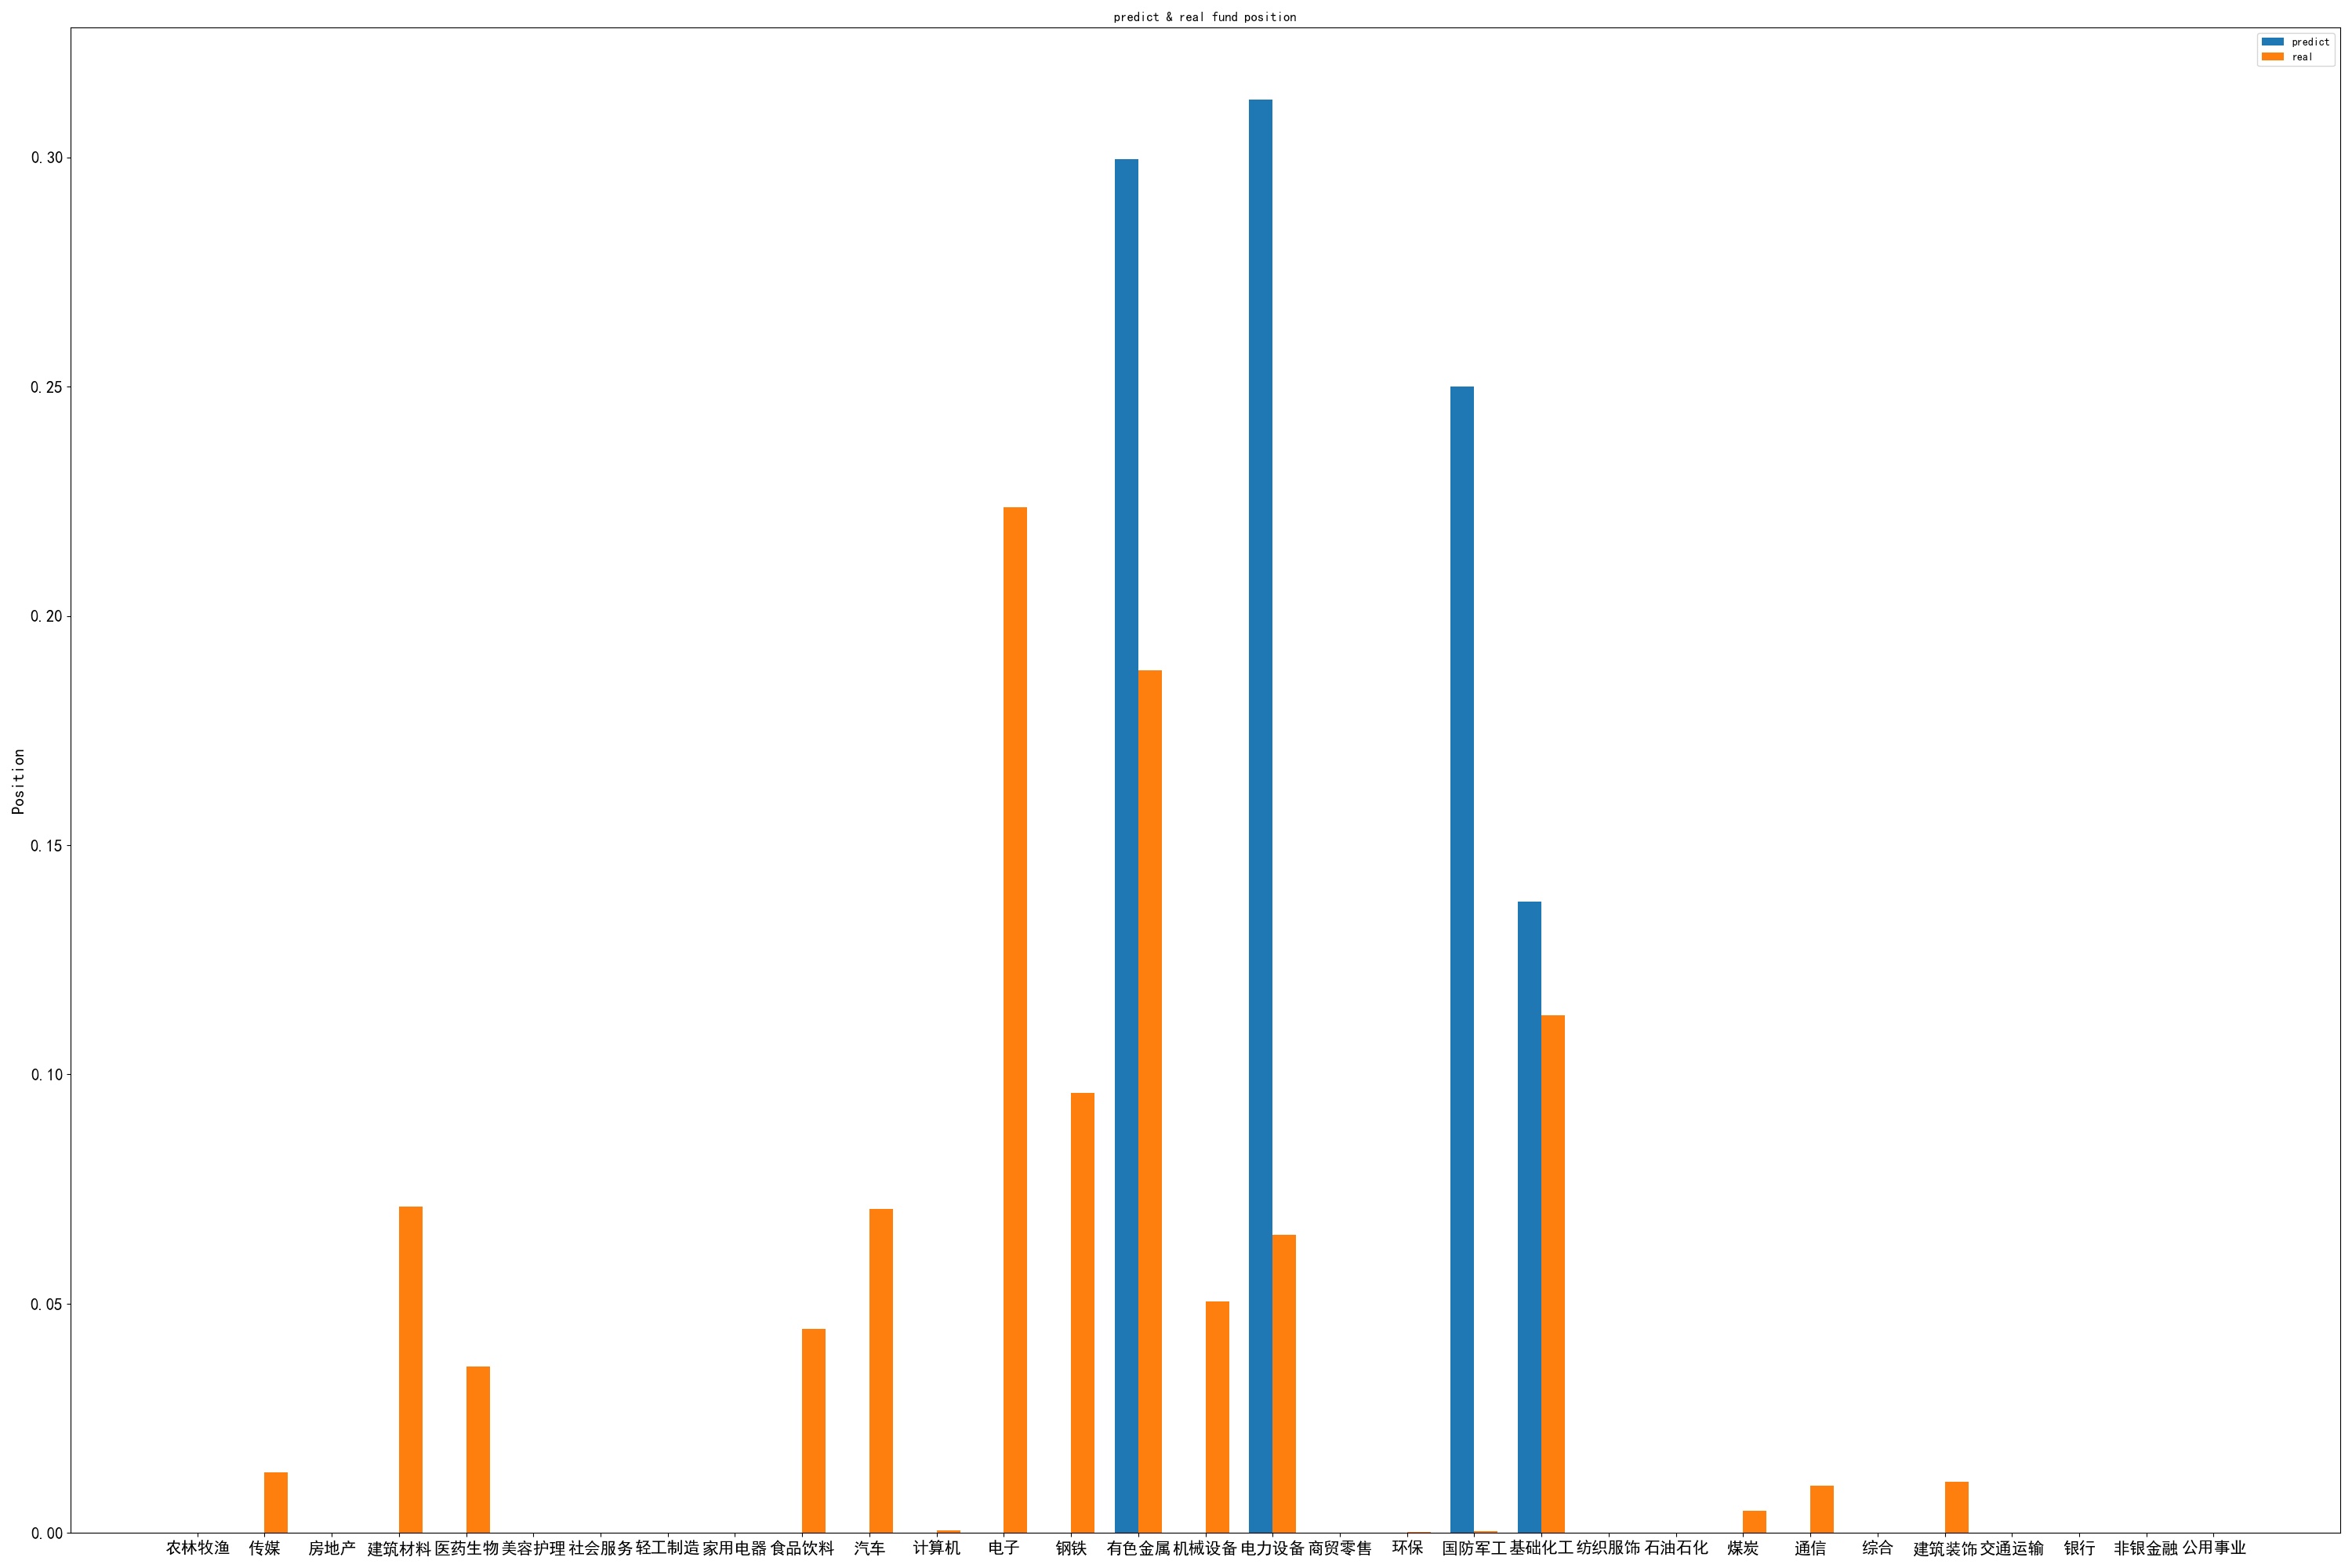 predict & real fund position
predict
real
0.30
0.25
0.20
0.15
0.10
0.05
0.00
Position
农林牧渔 传媒 房地产 建筑材料 医药生物 美容护理 社会服务 轻工制造 家用电器 食品饮料 汽车 计算机 电子 钢铁 有色金属 机械设备 电力设备 商贸零售 环保 国防军工 基础化工 纺织服饰 石油石化 煤炭 通信 综合 建筑装饰 交通运输 银行 非银金融 公用事业